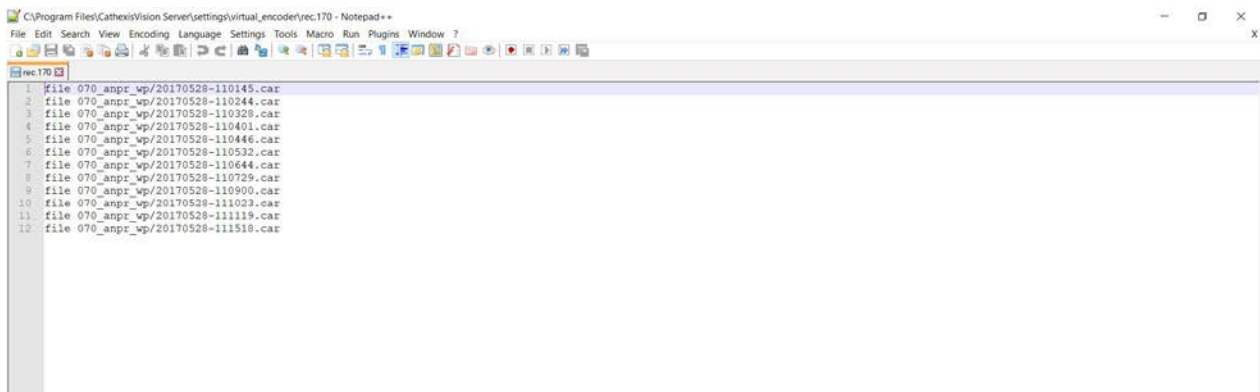 C:\Program Files\CathexisVision Server\settings\virtual_encoder\rec.170 - Notepad++
File Edit Search View Encoding Language Settings Tools Macro Run Plugins Window ?
X
rec.170
1 file 070_anpr_wp/20170528-110145.car
2 file 070_anpr_wp/20170528-110244.car
3 file 070_anpr_wp/20170528-110328.car
4 file 070_anpr_wp/20170528-110401.car
5 file 070_anpr_wp/20170528-110446.car
6 file 070_anpr_wp/20170528-110532.car
7 file 070_anpr_wp/20170528-110644.car
8 file 070_anpr_wp/20170528-110729.car
9 file 070_anpr_wp/20170528-110900.car
10 file 070_anpr_wp/20170528-111023.car
11 file 070_anpr_wp/20170528-111119.car
12 file 070_anpr_wp/20170528-111518.car